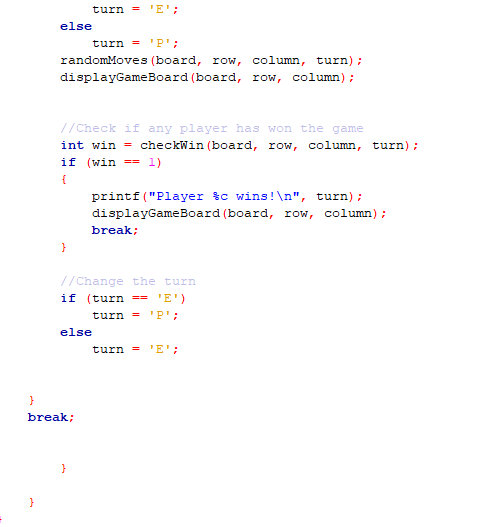 turn = 'E';
else
turn = 'P';
randomMoves(board, row, column, turn);
displayGameBoard(board, row, column);
//Check if any player has won the game
int win = checkWin(board, row, column, turn);
if (win == 1)
{
printf("Player %c wins!\n", turn);
displayGameBoard(board, row, column);
break;
}
//Change the turn
if (turn == 'E')
turn = 'P';
else
turn = 'E';
}
break;
}
}